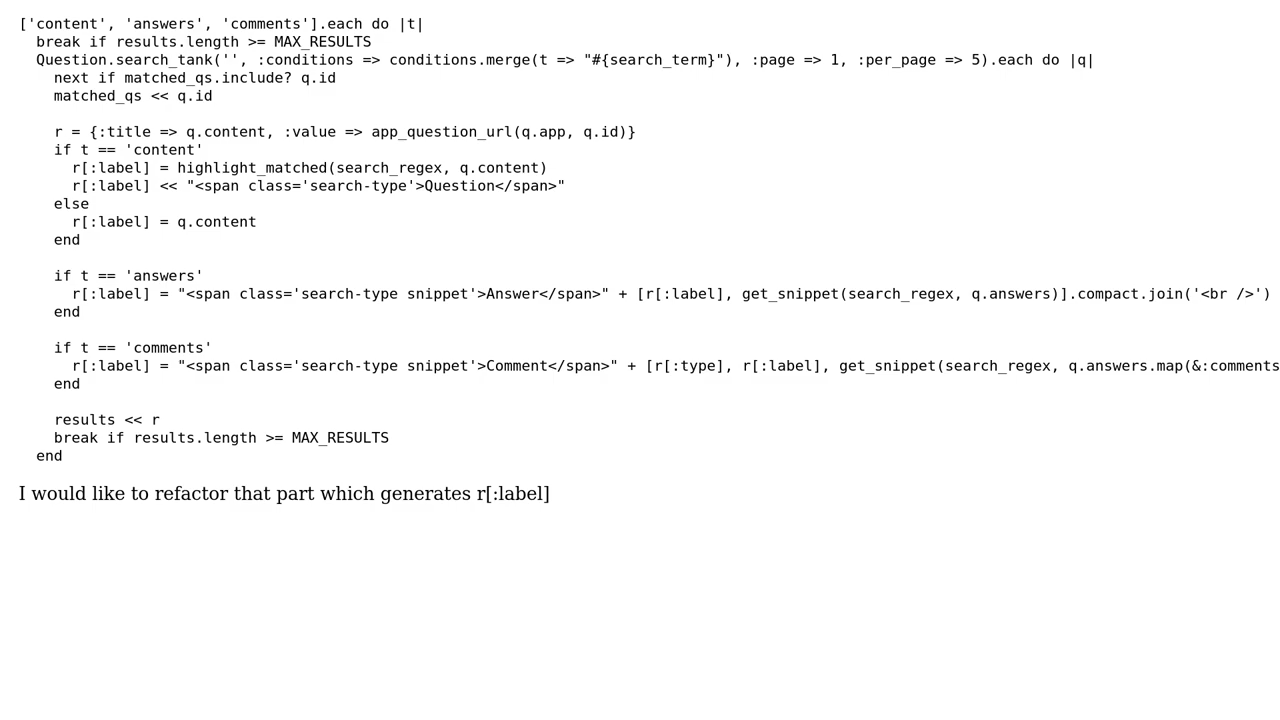 ['content', 'answers', 'comments'].each do |t|
  break if results.length >= MAX_RESULTS
  Question.search_tank('', :conditions => conditions.merge(t => "#{search_term}"), :page => 1, :per_page => 5).each do |q|
    next if matched_qs.include? q.id
    matched_qs << q.id

    r = {:title => q.content, :value => app_question_url(q.app, q.id)}
    if t == 'content'
      r[:label] = highlight_matched(search_regex, q.content)
      r[:label] << "<span class='search-type'>Question</span>"
    else
      r[:label] = q.content
    end

    if t == 'answers'
      r[:label] = "<span class='search-type snippet'>Answer</span>" + [r[:label], get_snippet(search_regex, q.answers)].compact.join('<br />')
    end

    if t == 'comments'
      r[:label] = "<span class='search-type snippet'>Comment</span>" + [r[:type], r[:label], get_snippet(search_regex, q.answers.map(&:comments
    end

    results << r
    break if results.length >= MAX_RESULTS
  end
I would like to refactor that part which generates r[:label]